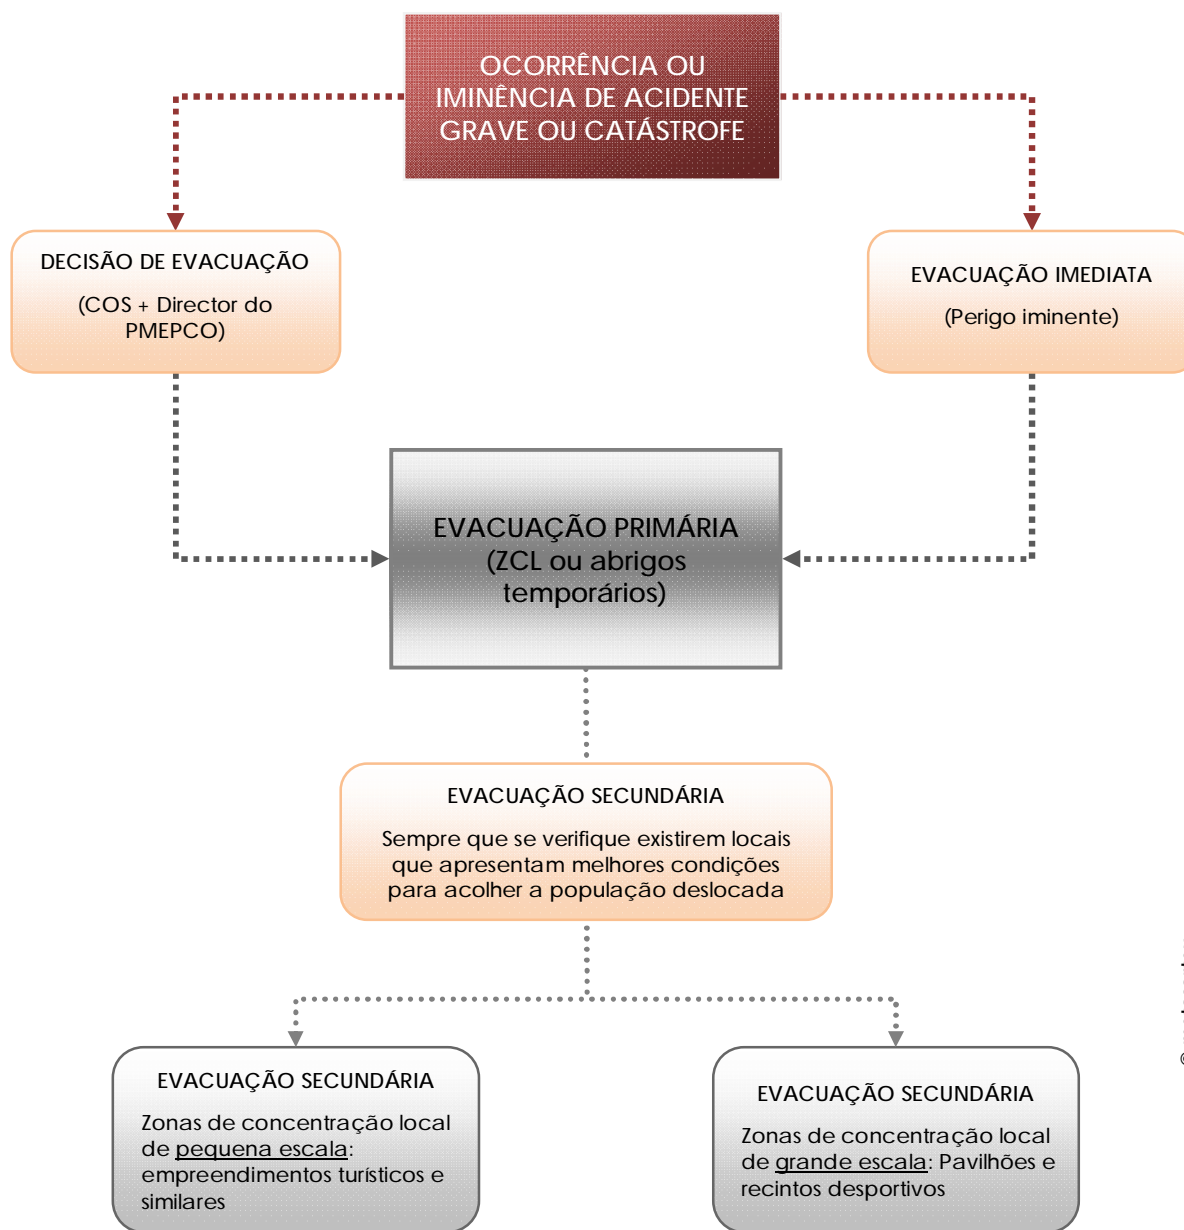 OCORRÊNCIA OU
IMINÊNCIA DE ACIDENTE
GRAVE OU CATÁSTROFE
DECISÃO DE EVACUAÇÃO
(COS + Director do
PMEPCO)
EVACUAÇÃO IMEDIATA
(Perigo iminente)
EVACUAÇÃO PRIMÁRIA
(ZCL ou abrigos
temporários)
EVACUAÇÃO SECUNDÁRIA
Sempre que se verifique existirem locais
que apresentam melhores condições
para acolher a população deslocada
EVACUAÇÃO SECUNDÁRIA
Zonas de concentração local
de pequena escala:
empreendimentos turísticos e
similares
EVACUAÇÃO SECUNDÁRIA
Zonas de concentração local
de grande escala: Pavilhões e
recintos desportivos